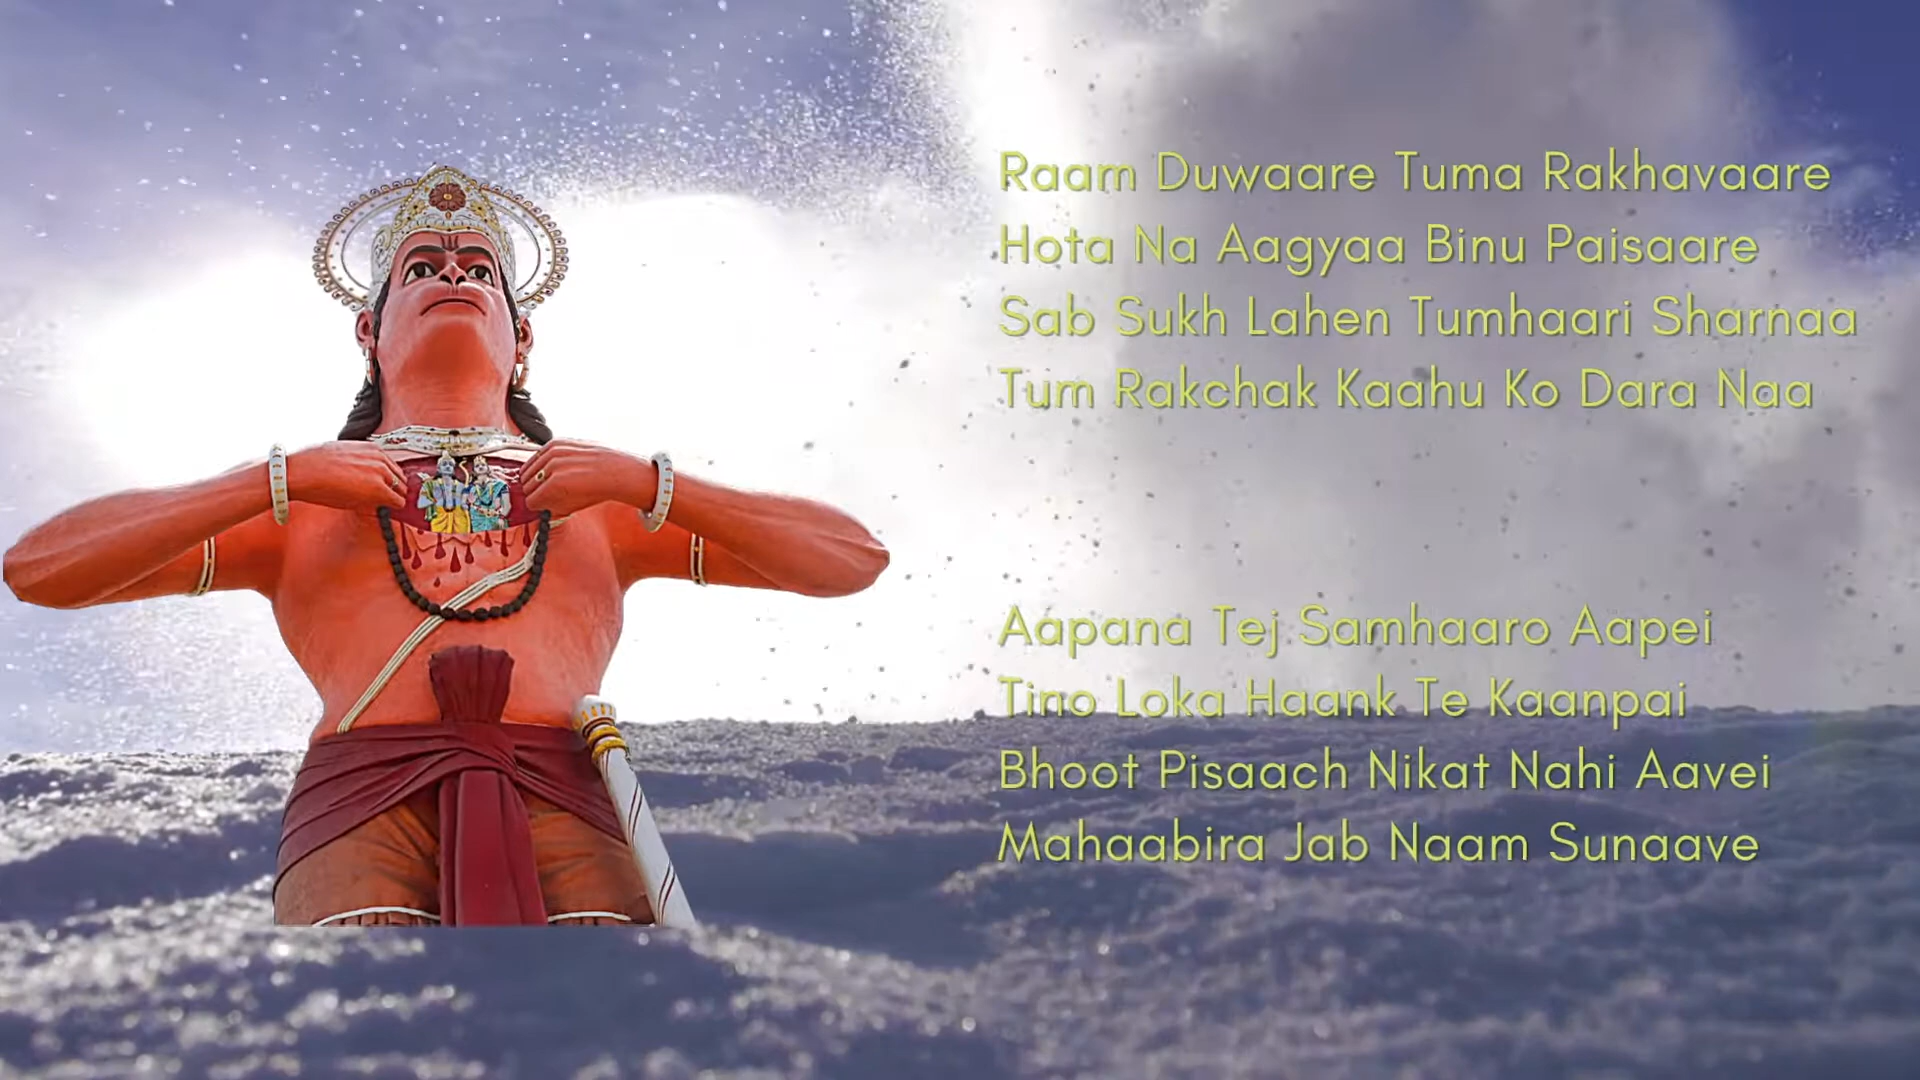 Raam Duwaare Tuma Rakhavaare
Hota Na Aagyaa Binu Paisaare
Sab Sukh Lahen Tumhaari Sharnaa
Tum Rakchak Kaahu Ko Dara Naa
Aapana Tej Samhaaro Aapei
Tino Loka Haank Te Kaanpai
Bhoot Pisaach Nikat Nahi Aavei
Mahaabira Jab Naam Sunaave